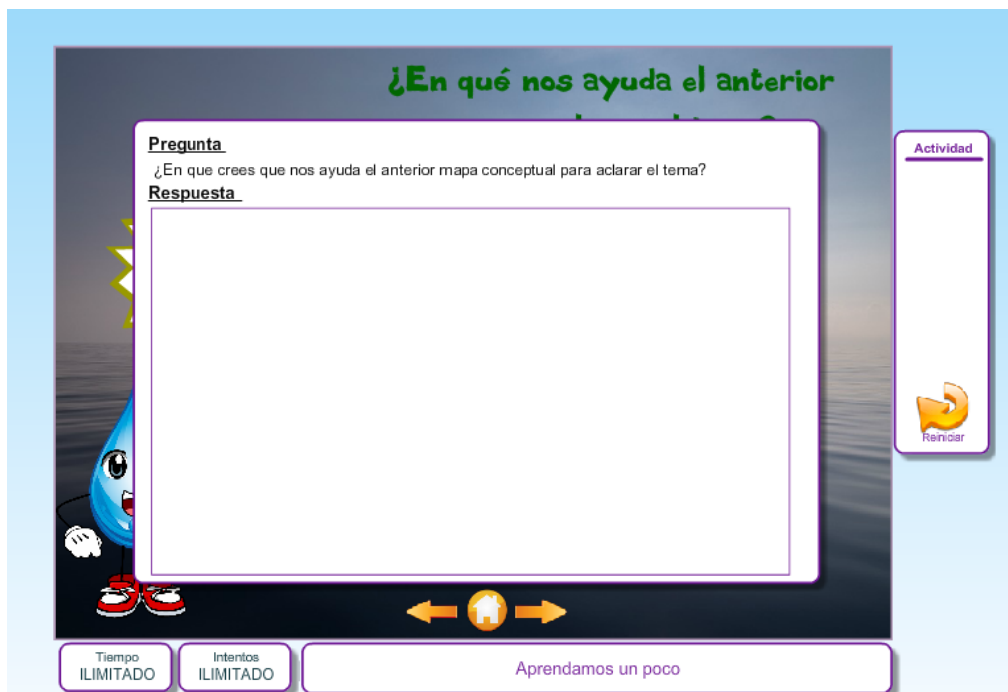 ¿En qué nos ayuda el anterior
Pregunta
¿En que crees que nos ayuda el anterior mapa conceptual para aclarar el tema?
Respuesta
Actividad
Reiniciar
Tiempo
ILIMITADO
Intentos
ILIMITADO
Aprendamos un poco